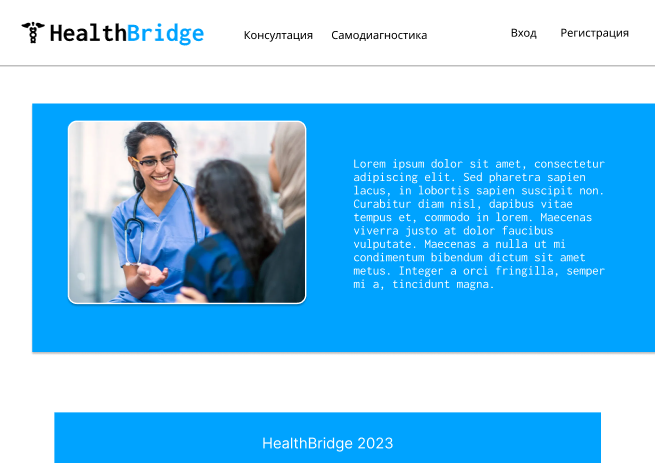 HealthBridge
Консултация Самодиагностика
Вход Регистрация
Lorem ipsum dolor sit amet, consectetur
adipiscing elit. Sed pharetra sapien
lacus, in lobortis sapien suscipit non.
Curabitur diam nisl, dapibus vitae
tempus et, commodo in lorem. Maecenas
viverra justo at dolor faucibus
vulputate. Maecenas a nulla ut mi
condimentum bibendum dictum sit amet
metus. Integer a orci fringilla, semper
mi a, tincidunt magna.
HealthBridge 2023